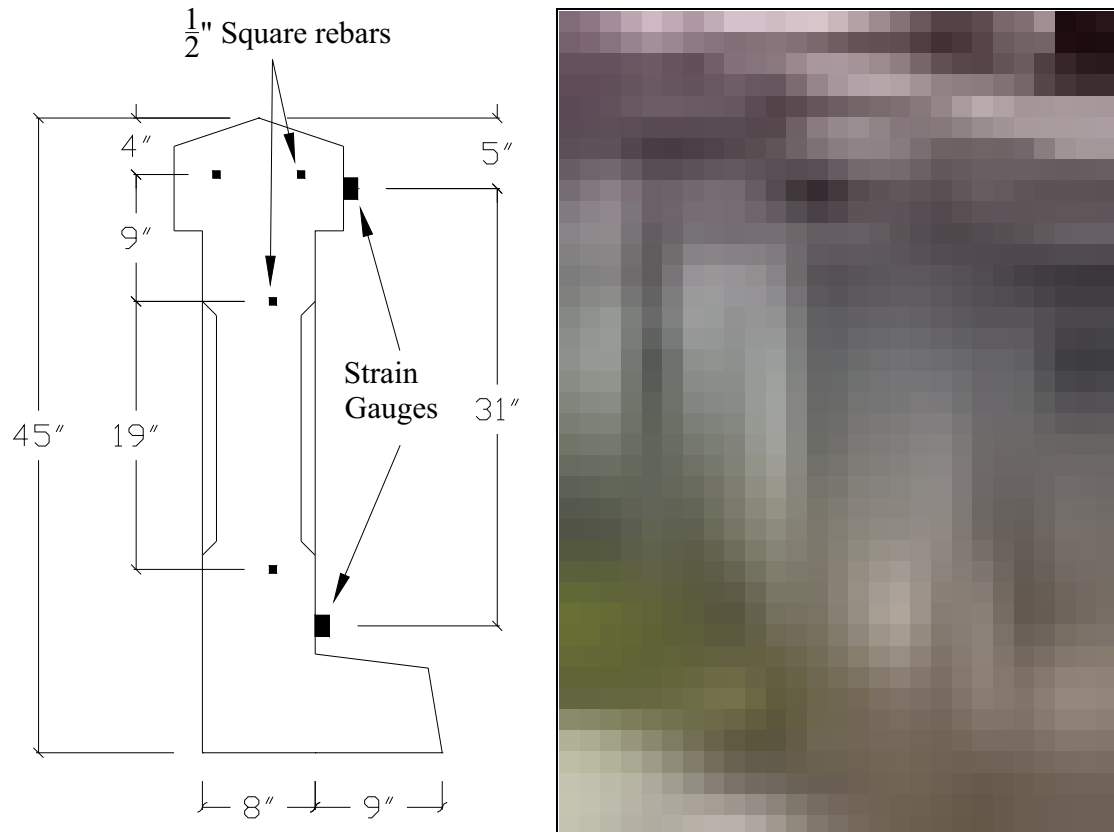 1/2" Square rebars
4"
5"
9"
Strain
Gauges
31"
45"
19"
8"
9"